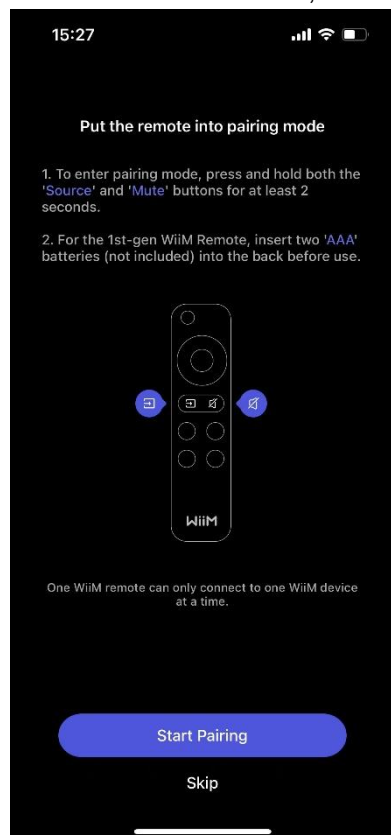 15:27
Put the remote into pairing mode
1. To enter pairing mode, press and hold both the
'Source' and 'Mute' buttons for at least 2
seconds.
2. For the 1st-gen WiiM Remote, insert two 'AAA'
batteries (not included) into the back before use.
WiiM
One WiiM remote can only connect to one WiiM device
at a time.
Start Pairing
Skip